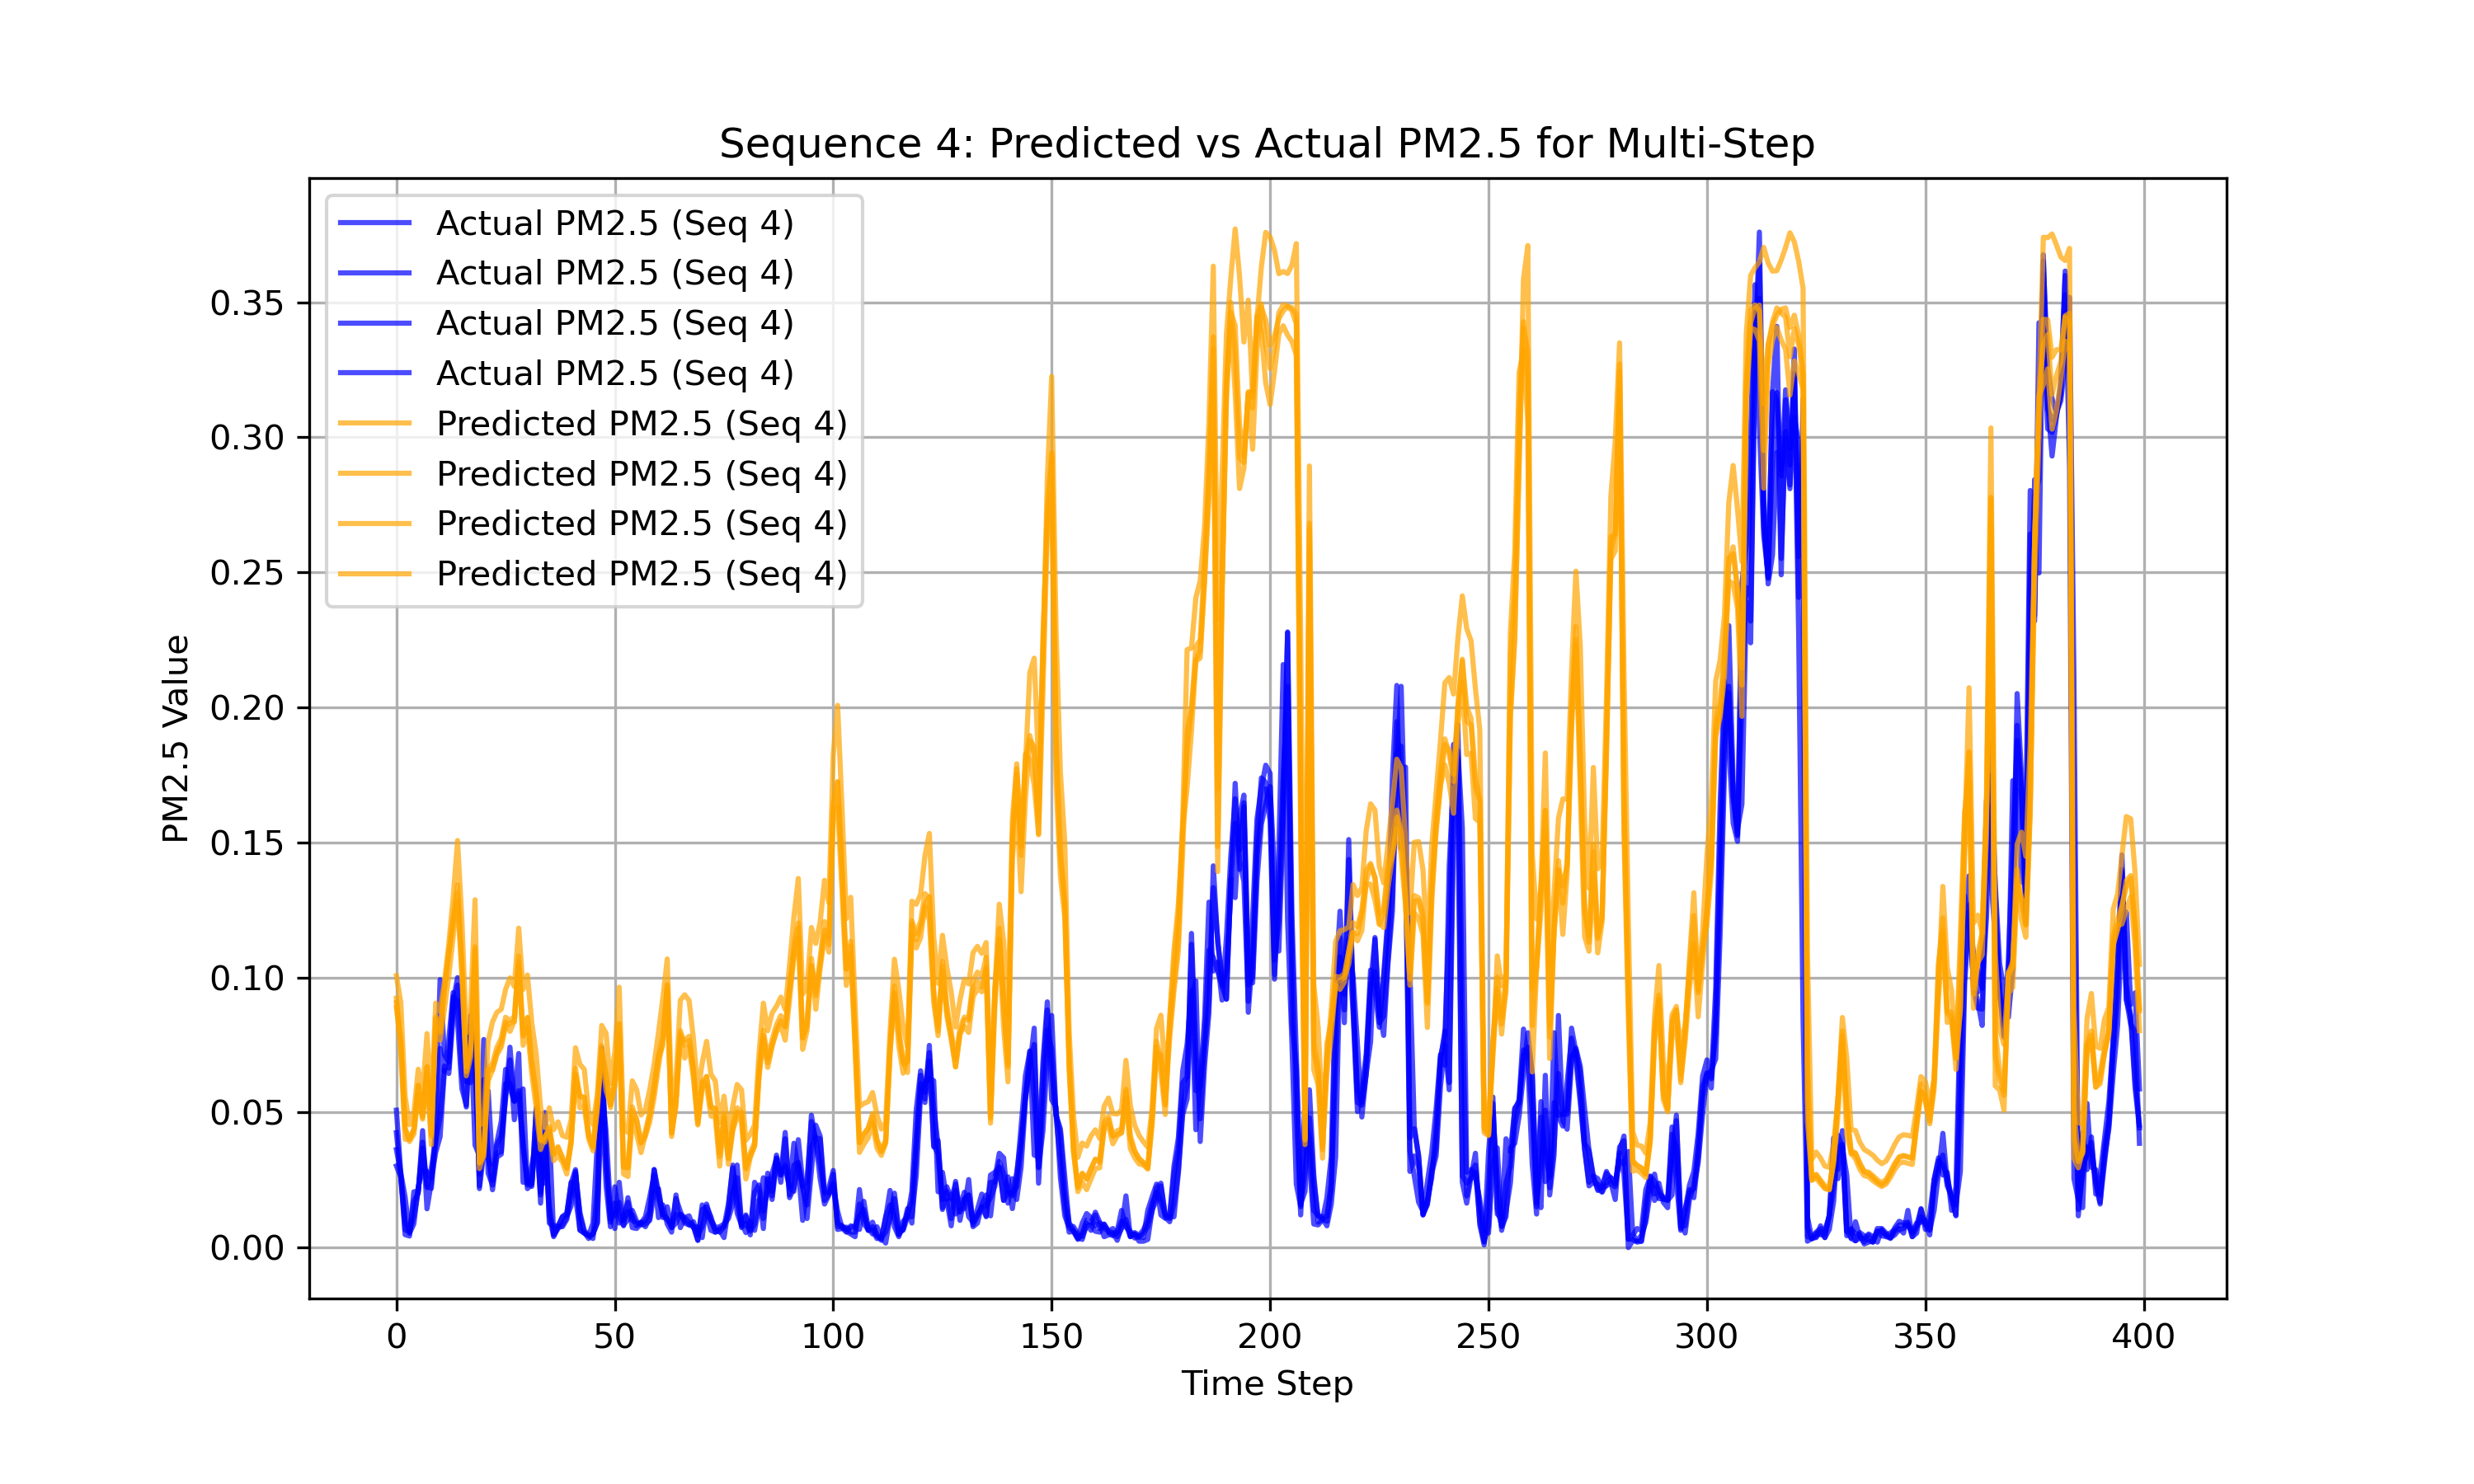 Sequence 4: Predicted vs Actual PM2.5 for Multi-Step
Actual PM2.5 (Seq 4)
Actual PM2.5 (Seq 4)
Actual PM2.5 (Seq 4)
Actual PM2.5 (Seq 4)
Predicted PM2.5 (Seq 4)
Predicted PM2.5 (Seq 4)
Predicted PM2.5 (Seq 4)
Predicted PM2.5 (Seq 4)
PM2.5 Value
0.35
0.30
0.25
0.20
0.15
0.10
0.05
0.00
0 50 100 150 200 250 300 350 400
Time Step